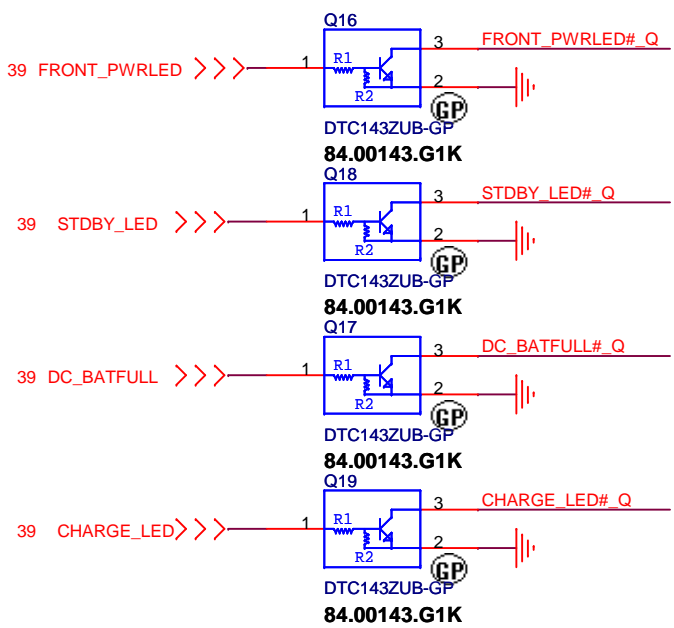 Q16
39 FRONT_PWRLED 1 R1 R2 3 FRONT_PWRLED#_Q
2
GP
DTC143ZUB-GP
84.00143.G1K
Q18
39 STDBY_LED 1 R1 R2 3 STDBY_LED#_Q
2
GP
DTC143ZUB-GP
84.00143.G1K
Q17
39 DC_BATFULL 1 R1 R2 3 DC_BATFULL#_Q
2
GP
DTC143ZUB-GP
84.00143.G1K
Q19
39 CHARGE_LED 1 R1 R2 3 CHARGE_LED#_Q
2
GP
DTC143ZUB-GP
84.00143.G1K